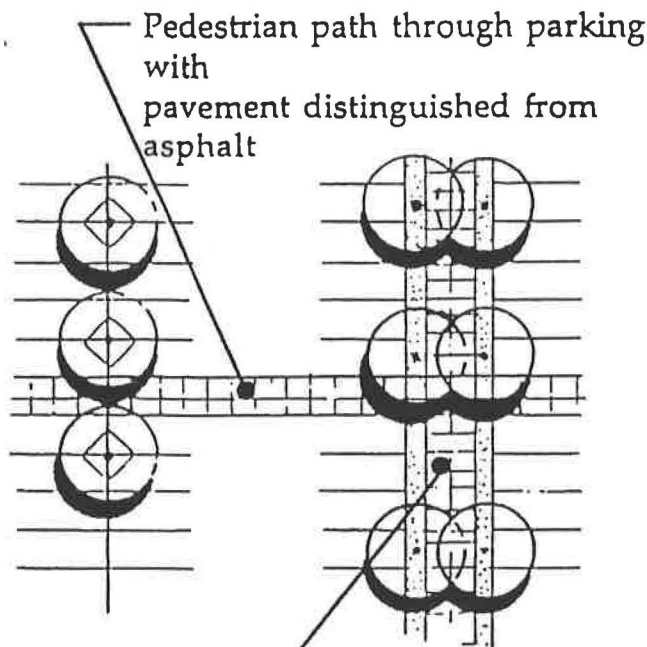 Pedestrian path through parking
with
pavement distinguished from
asphalt